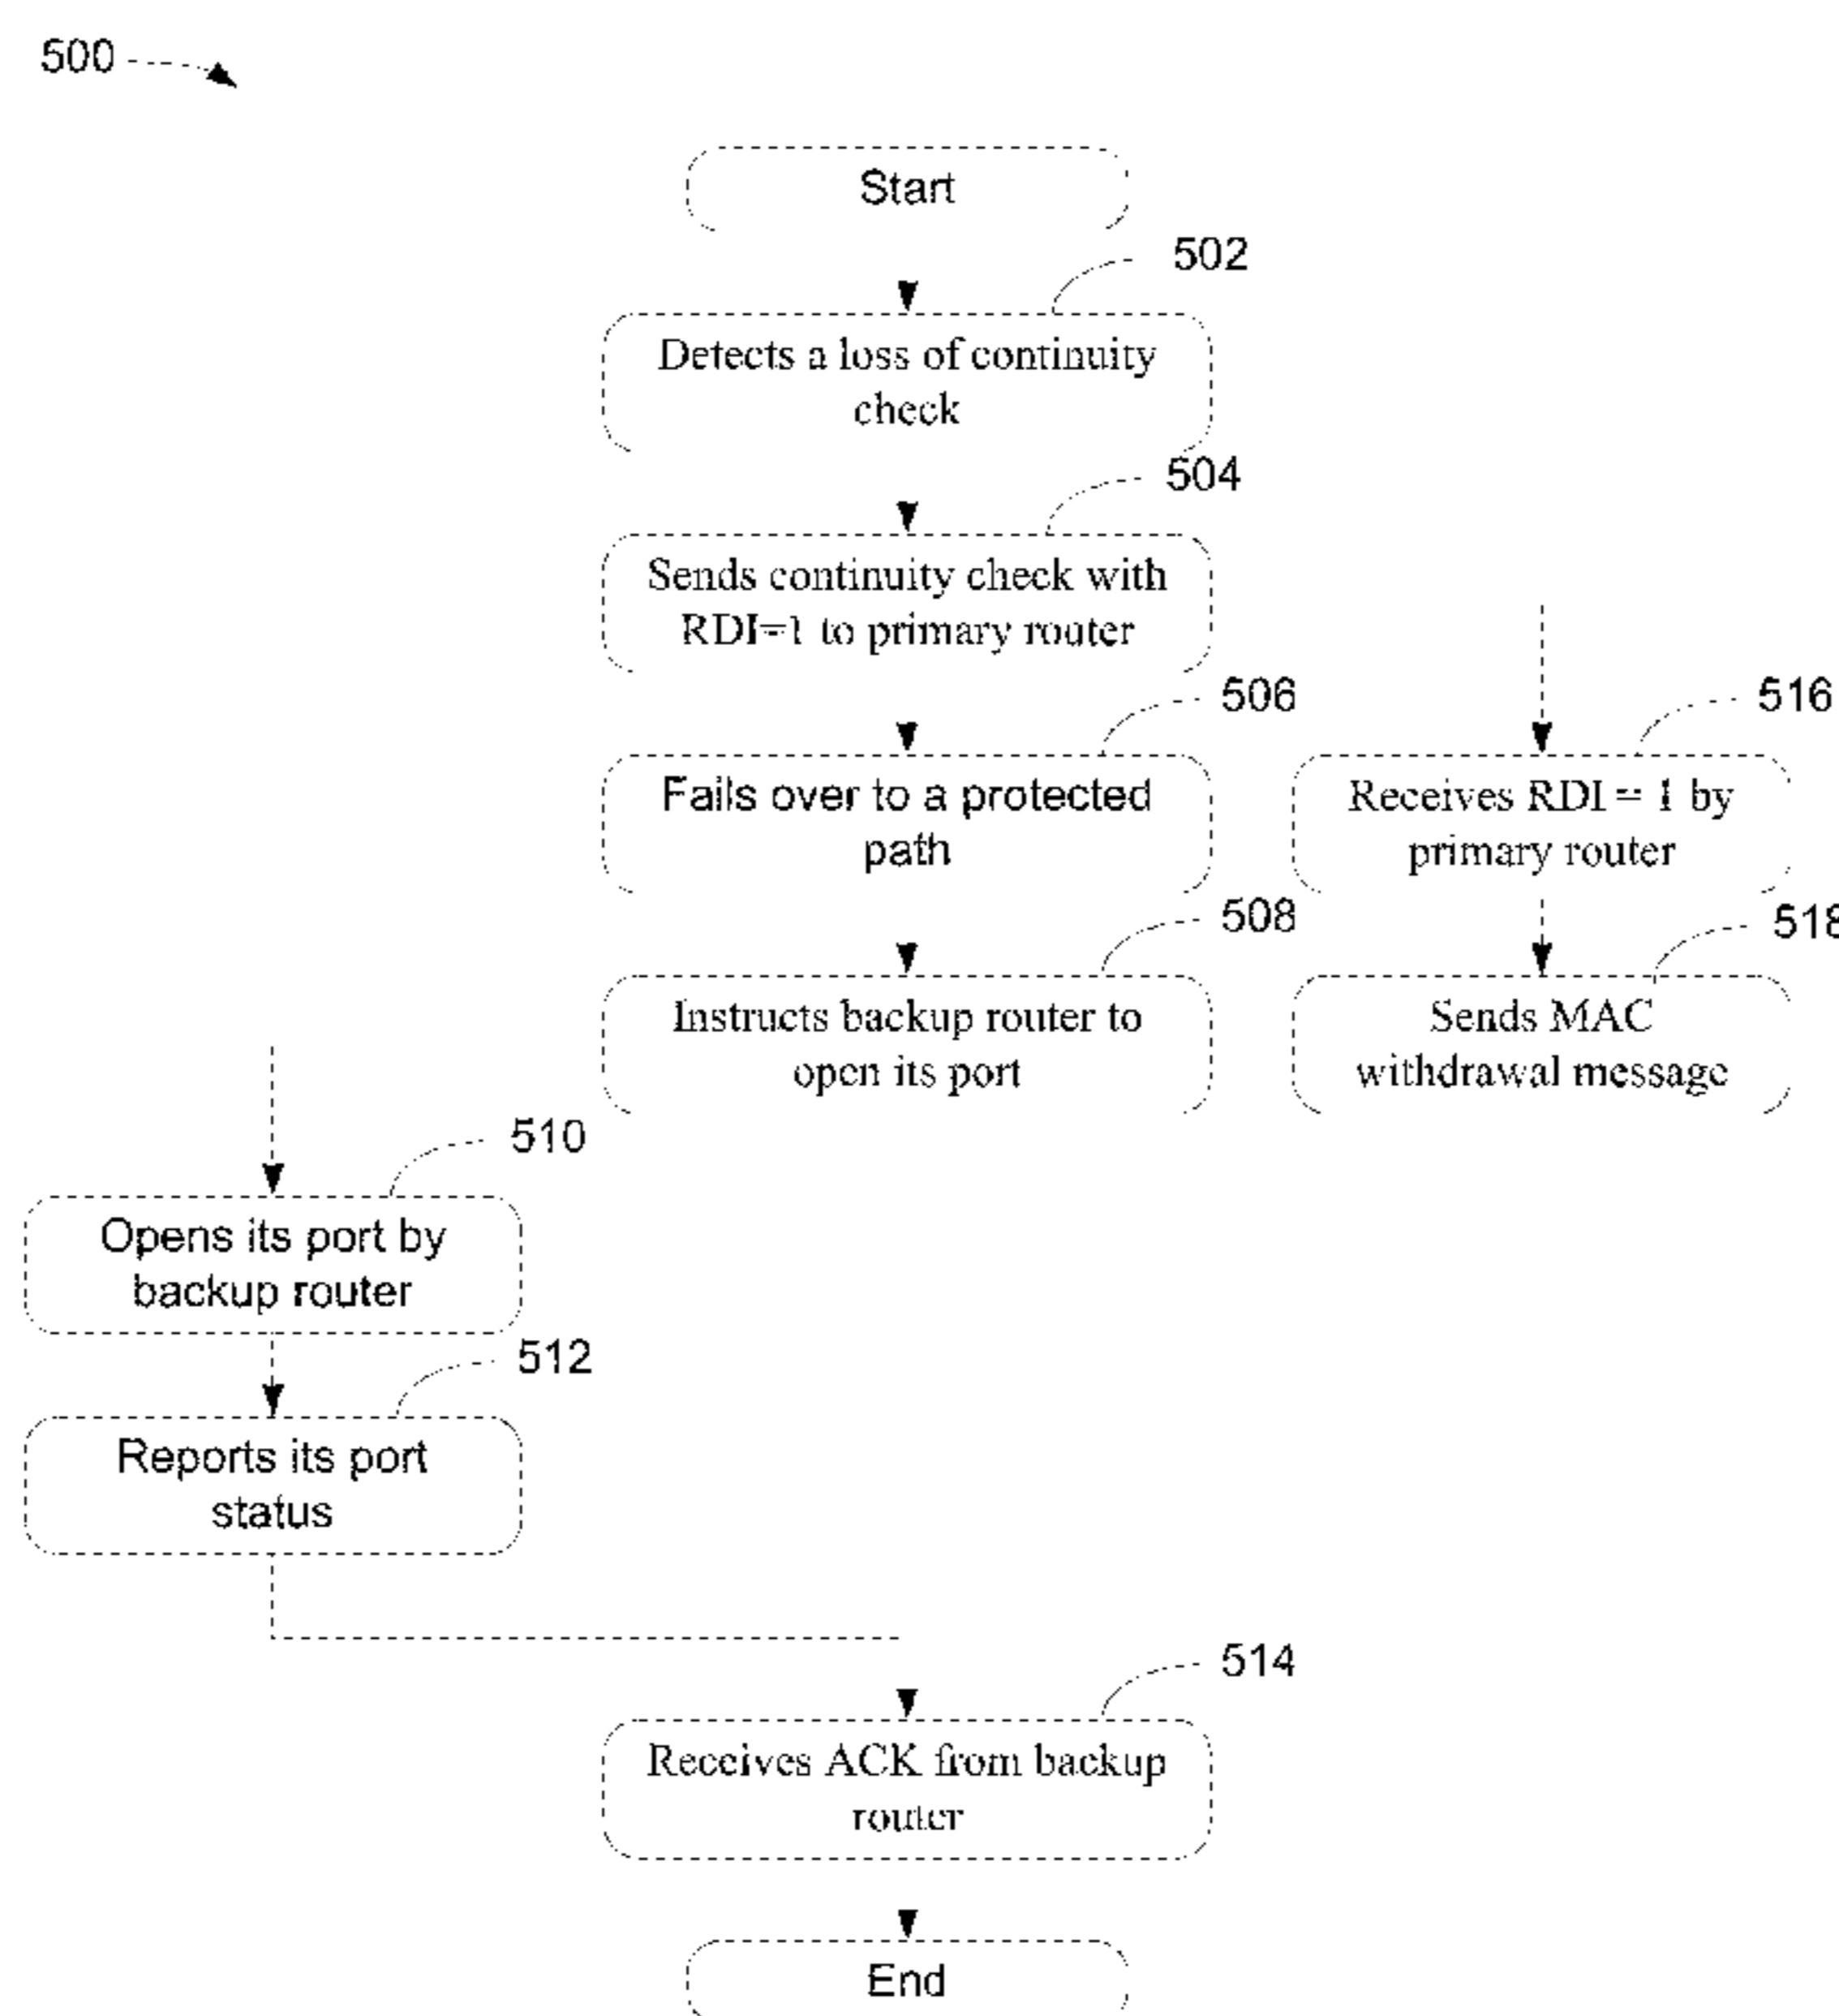 500
Start
502
Detects a loss of continuity
check
504
Sends continuity check with
RDI=1 to primary router
506
Fails over to a protected
path
516
Receives RDI = 1 by
primary router
508
Instructs backup router to
open its port
518
Sends MAC
withdrawal message
510
Opens its port by
backup router
512
Reports its port
status
514
Receives ACK from backup
router
End